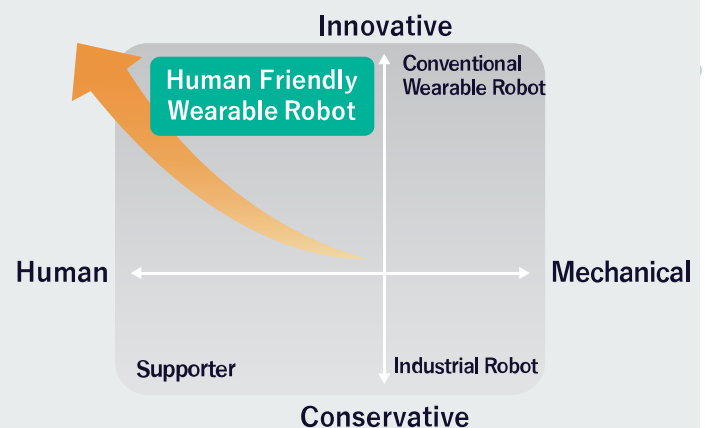 Innovative
Human Friendly
Wearable Robot
Conventional
Wearable Robot
Human
Mechanical
Supporter
Industrial Robot
Conservative